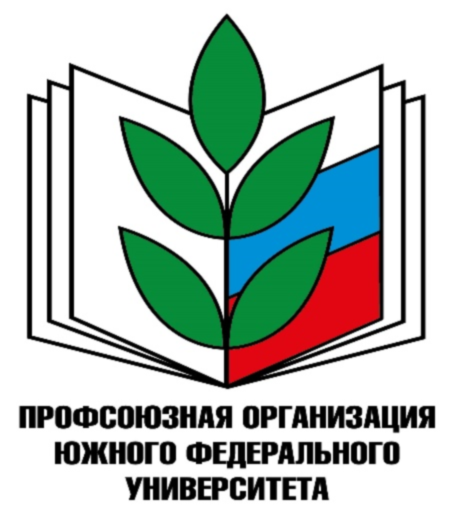 ПРОФСОЮЗНАЯ ОРГАНИЗАЦИЯ
ЮЖНОГО ФЕДЕРАЛЬНОГО
УНИВЕРСИТЕТА